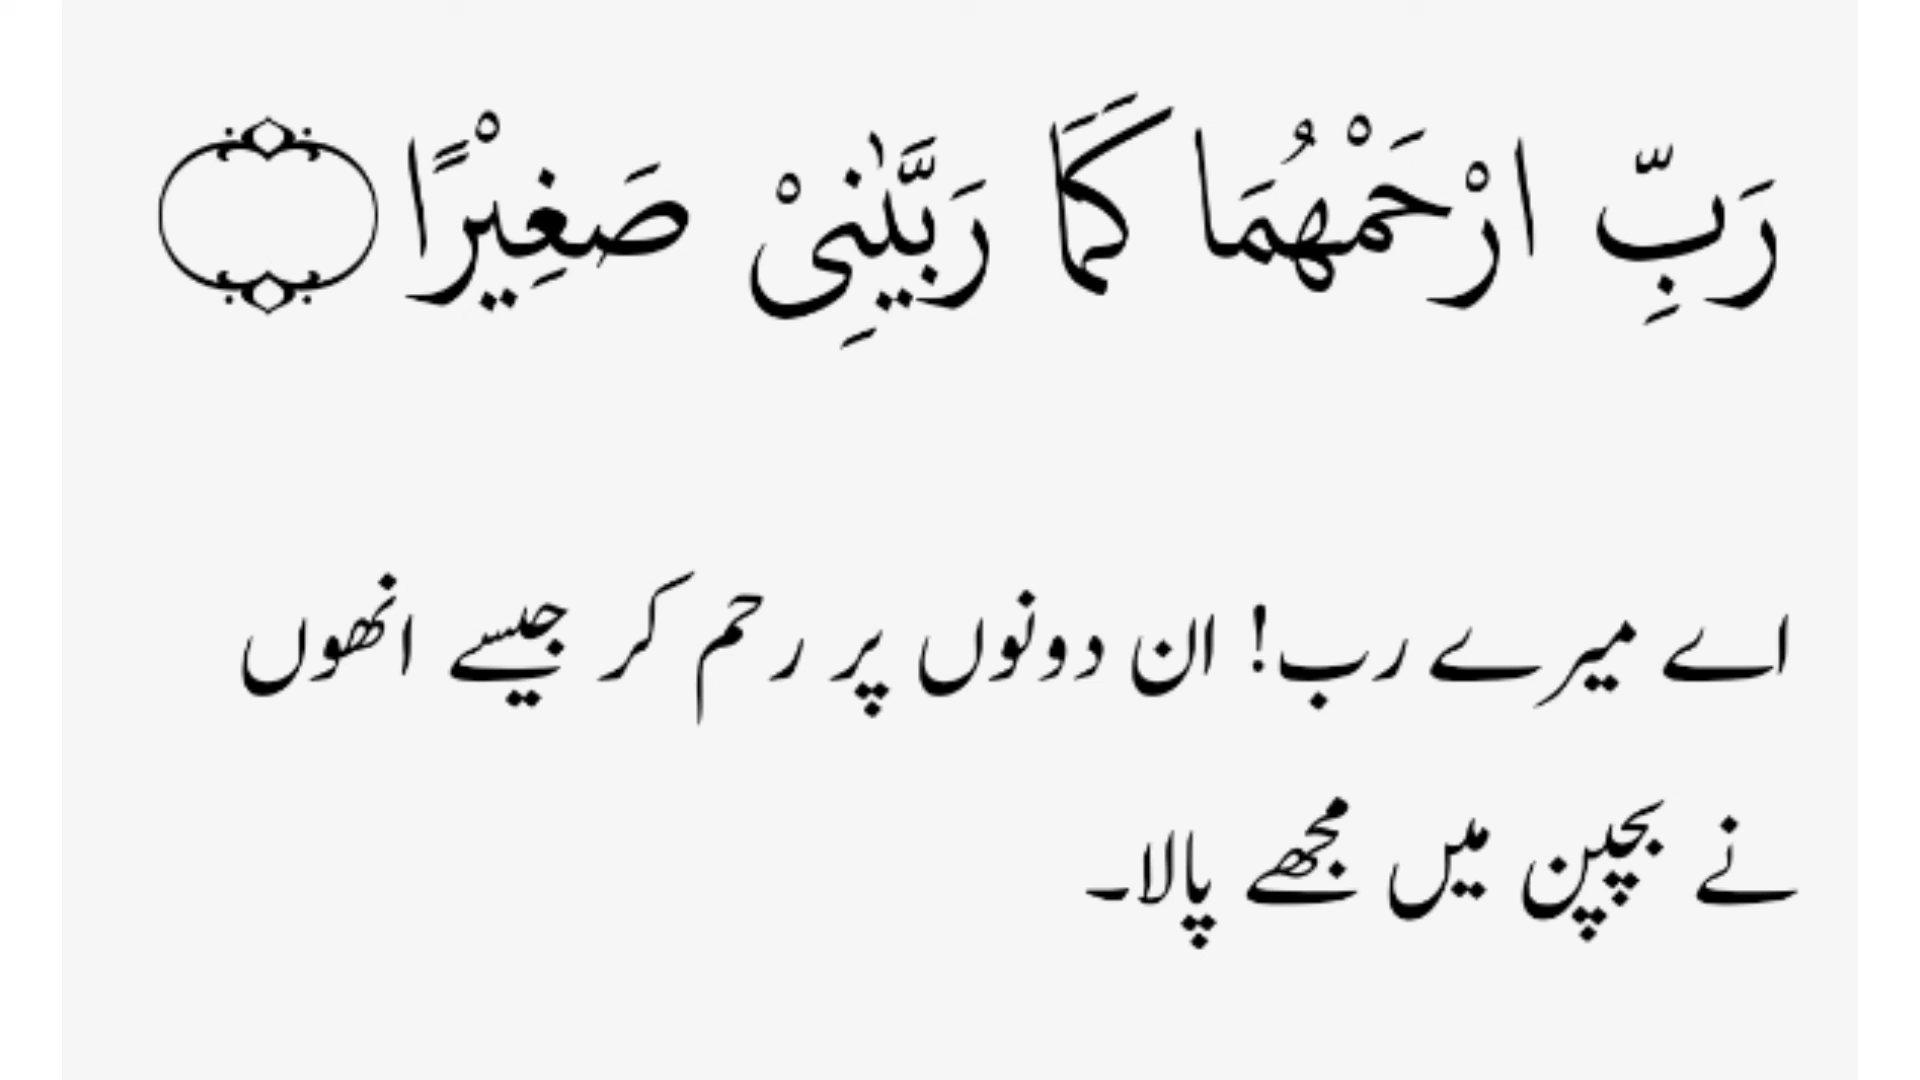 رَبِّ ارْحَمْهُمَا كَمَا رَبَّيٰنِیْ صَغِيْرًا
اے میرے رب! ان دونوں پر رحم کر جیسے انھوں
نے بچپن میں مجھے پالا۔